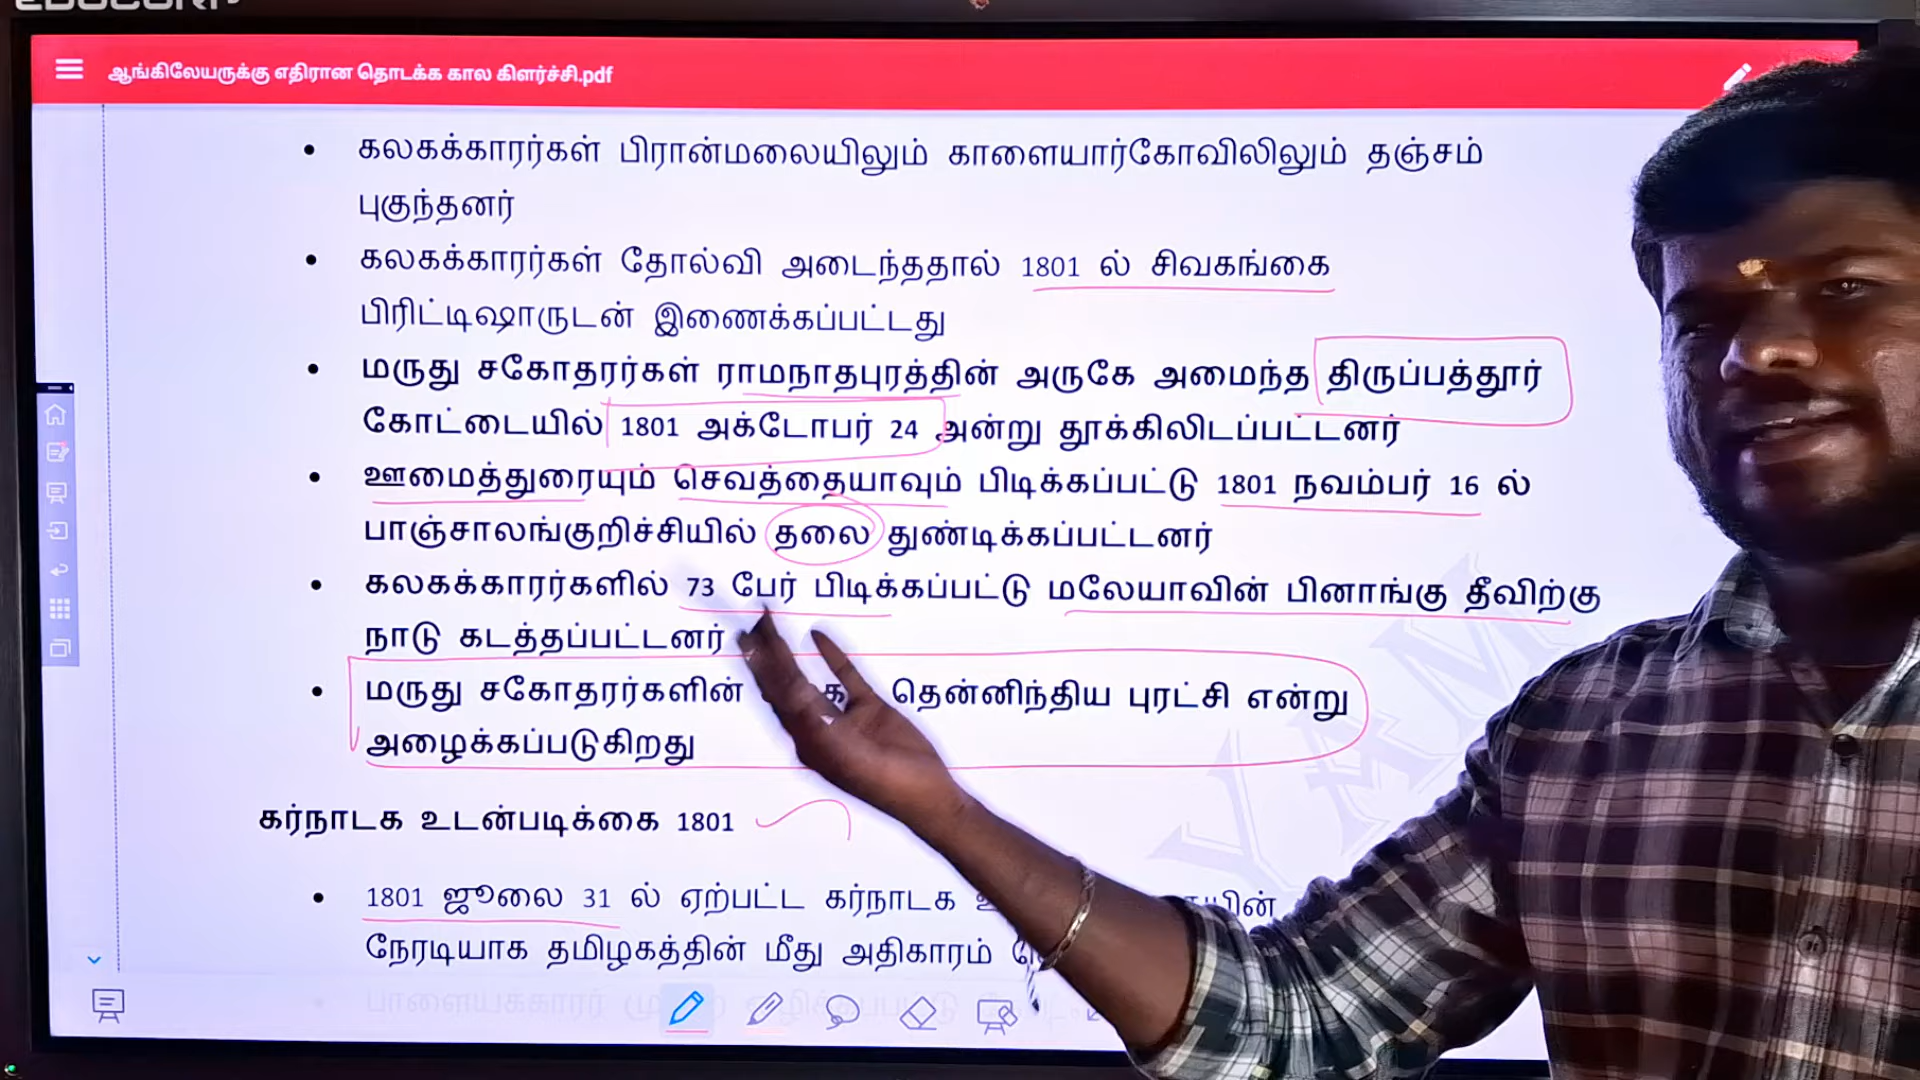 ஆங்கிலேயருக்கு எதிரான தொடக்க கால கிளர்ச்சி.pdf
கலகக்காரர்கள் பிரான்மலையிலும் காளையார்கோவிலிலும் தஞ்சம்
புகுந்தனர்
கலகக்காரர்கள் தோல்வி அடைந்ததால் 1801 ல் சிவகங்கை
பிரிட்டிஷாருடன் இணைக்கப்பட்டது
மருது சகோதரர்கள் ராமநாதபுரத்தின் அருகே அமைந்த திருப்பத்தூர்
கோட்டையில் 1801 அக்டோபர் 24 அன்று தூக்கிலிடப்பட்டனர்
ஊமைத்துரையும் செவத்தையாவும் பிடிக்கப்பட்டு 1801 நவம்பர் 16 ல்
பாஞ்சாலங்குறிச்சியில் தலை துண்டிக்கப்பட்டனர்
கலகக்காரர்களில் 73 பேர் பிடிக்கப்பட்டு மலேயாவின் பினாங்கு தீவிற்கு
நாடு கடத்தப்பட்டனர்
மருது சகோதரர்களின் தென்னிந்திய புரட்சி என்று
அழைக்கப்படுகிறது
கர்நாடக உடன்படிக்கை 1801
1801 ஜூலை 31 ல் ஏற்பட்ட கர்நாடக
நேரடியாக தமிழகத்தின் மீது அதிகாரம்
YMM